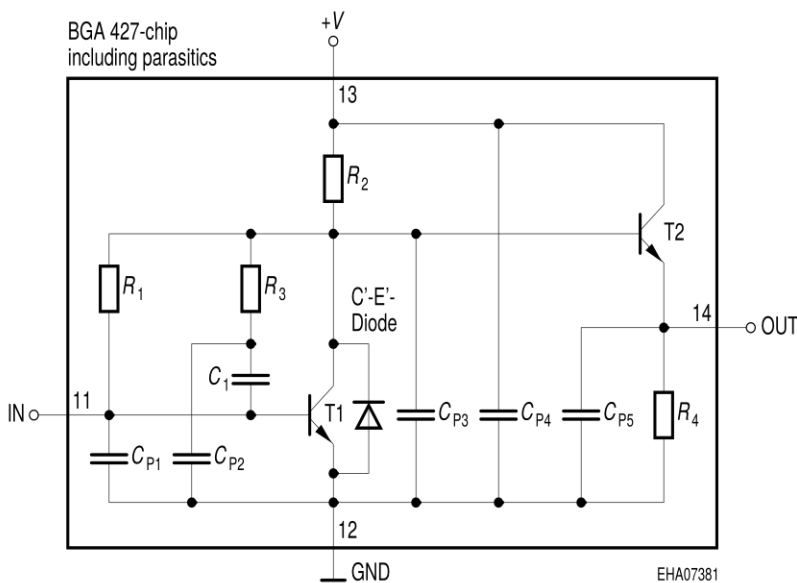 BGA 427-chip
including parasitics
+V
13
R2
T2
R1
R3
C'-E'-
Diode
14
OUT
C1
11
IN
T1
CP1
CP2
CP3
CP4
CP5
R4
12
GND
EHA07381